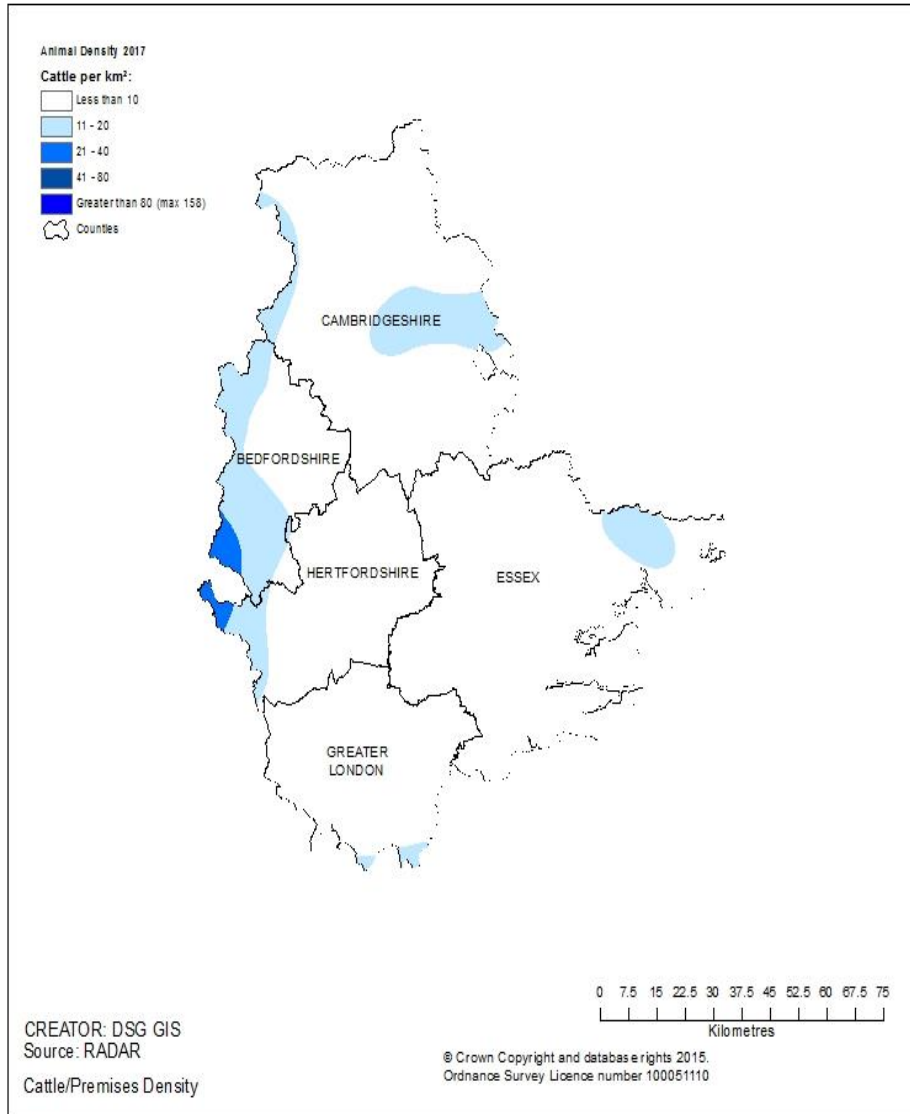 Animal Density 2017
Cattle per km²:
Less than 10
11 - 20
21 - 40
41 - 80
Greater than 80 (max 158)
Counties
CAMBRIDGESHIRE
BEDFORDSHIRE
HERTFORDSHIRE
ESSEX
GREATER
LONDON
0 7.5 15 22.5 30 37.5 45 52.5 60 67.5 75
Kilometres
CREATOR: DSG GIS
Source: RADAR
Cattle/Premises Density
© Crown Copyright and database rights 2015.
Ordnance Survey Licence number 100051110